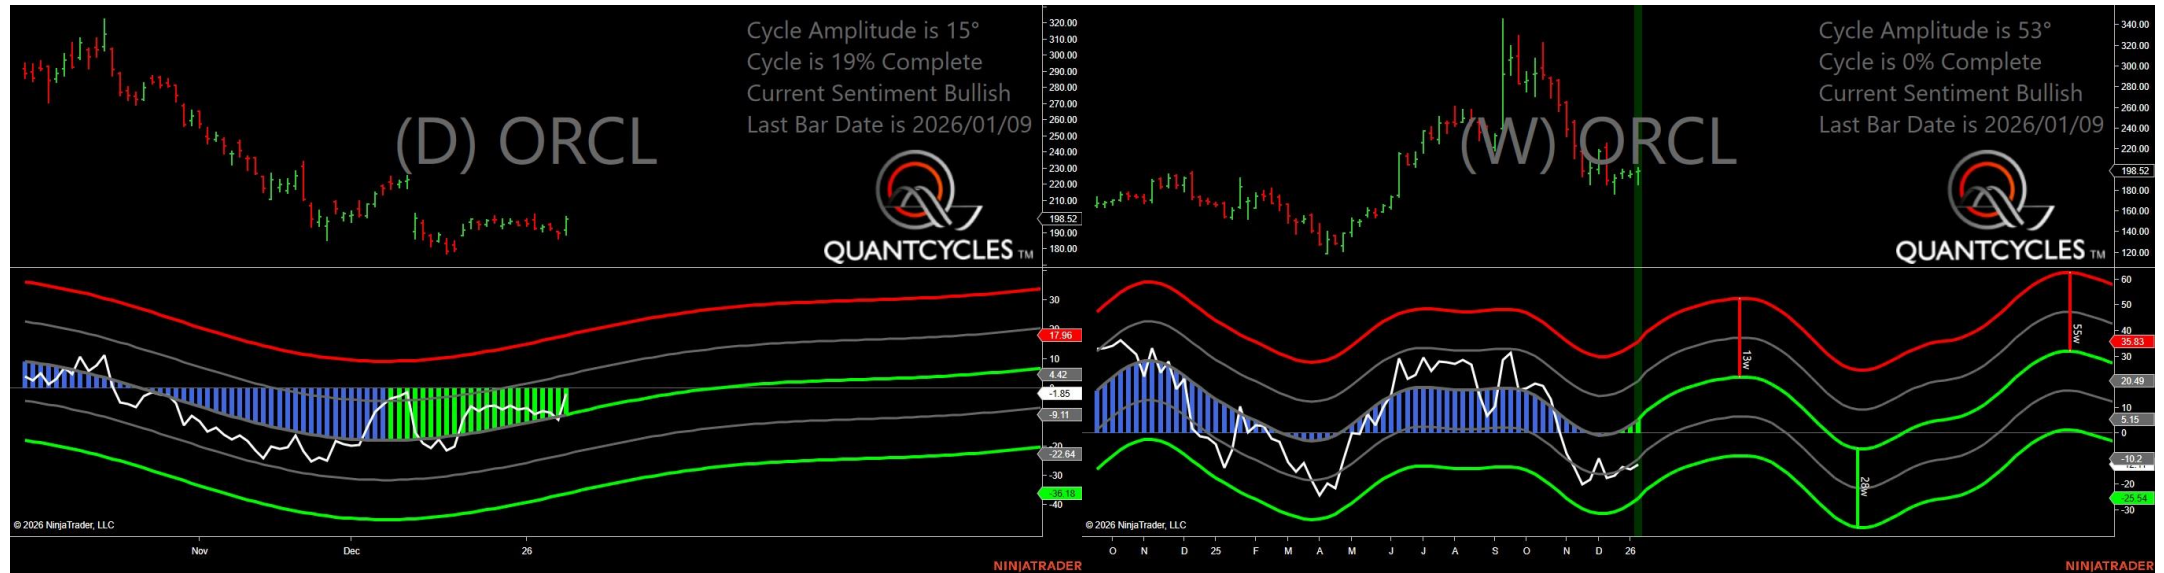 Cycle Amplitude is 15°
Cycle is 19% Complete
Current Sentiment Bullish
Last Bar Date is 2026/01/09
(D) ORCL
QUANTCYCLES TM
320.00
310.00
300.00
290.00
280.00
270.00
260.00
250.00
240.00
230.00
220.00
210.00
198.52
190.00
180.00
30
17.96
10
4.42
-1.85
-9.11
-20
-22.64
-30
-36.18
-40
© 2026 NinjaTrader, LLC
Nov
Dec
26
NINJATRADER
Cycle Amplitude is 53°
Cycle is 0% Complete
Current Sentiment Bullish
Last Bar Date is 2026/01/09
(W) ORCL
QUANTCYCLES TM
340.00
320.00
300.00
280.00
260.00
240.00
220.00
198.52
180.00
160.00
140.00
120.00
60
50
40
35.83
30
20.49
10
5.15
0
-10.2
-20
-25.54
-30
13w
28w
55w
© 2026 NinjaTrader, LLC
O N D 25 F M A M J J A S O N D 26
NINJATRADER